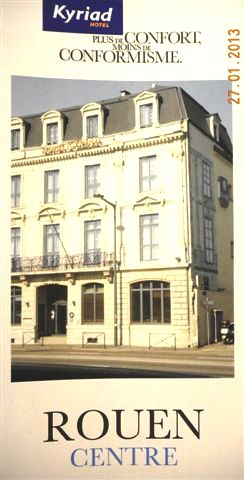 Kyriad
HOTEL
PLUS DE CONFORT,
MOINS DE
CONFORMISME.
27.01.2013
ROUEN
CENTRE